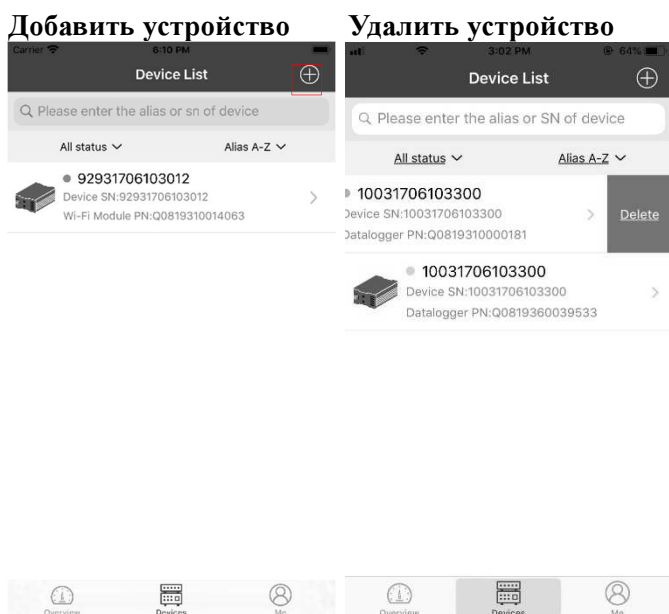 Добавить устройство
Удалить устройство
Carrier 6:10 PM
Device List
Please enter the alias or sn of device
All status Alias A-Z
92931706103012
Device SN:92931706103012
Wi-Fi Module PN:Q0819310014063
Overview Devices Me
3:02 PM 64%
Device List
Please enter the alias or SN of device
All status Alias A-Z
10031706103300
Device SN:10031706103300
Delete
Datalogger PN:Q0819310000181
10031706103300
Device SN:10031706103300
Datalogger PN:Q0819360039533
Overview Devices Me